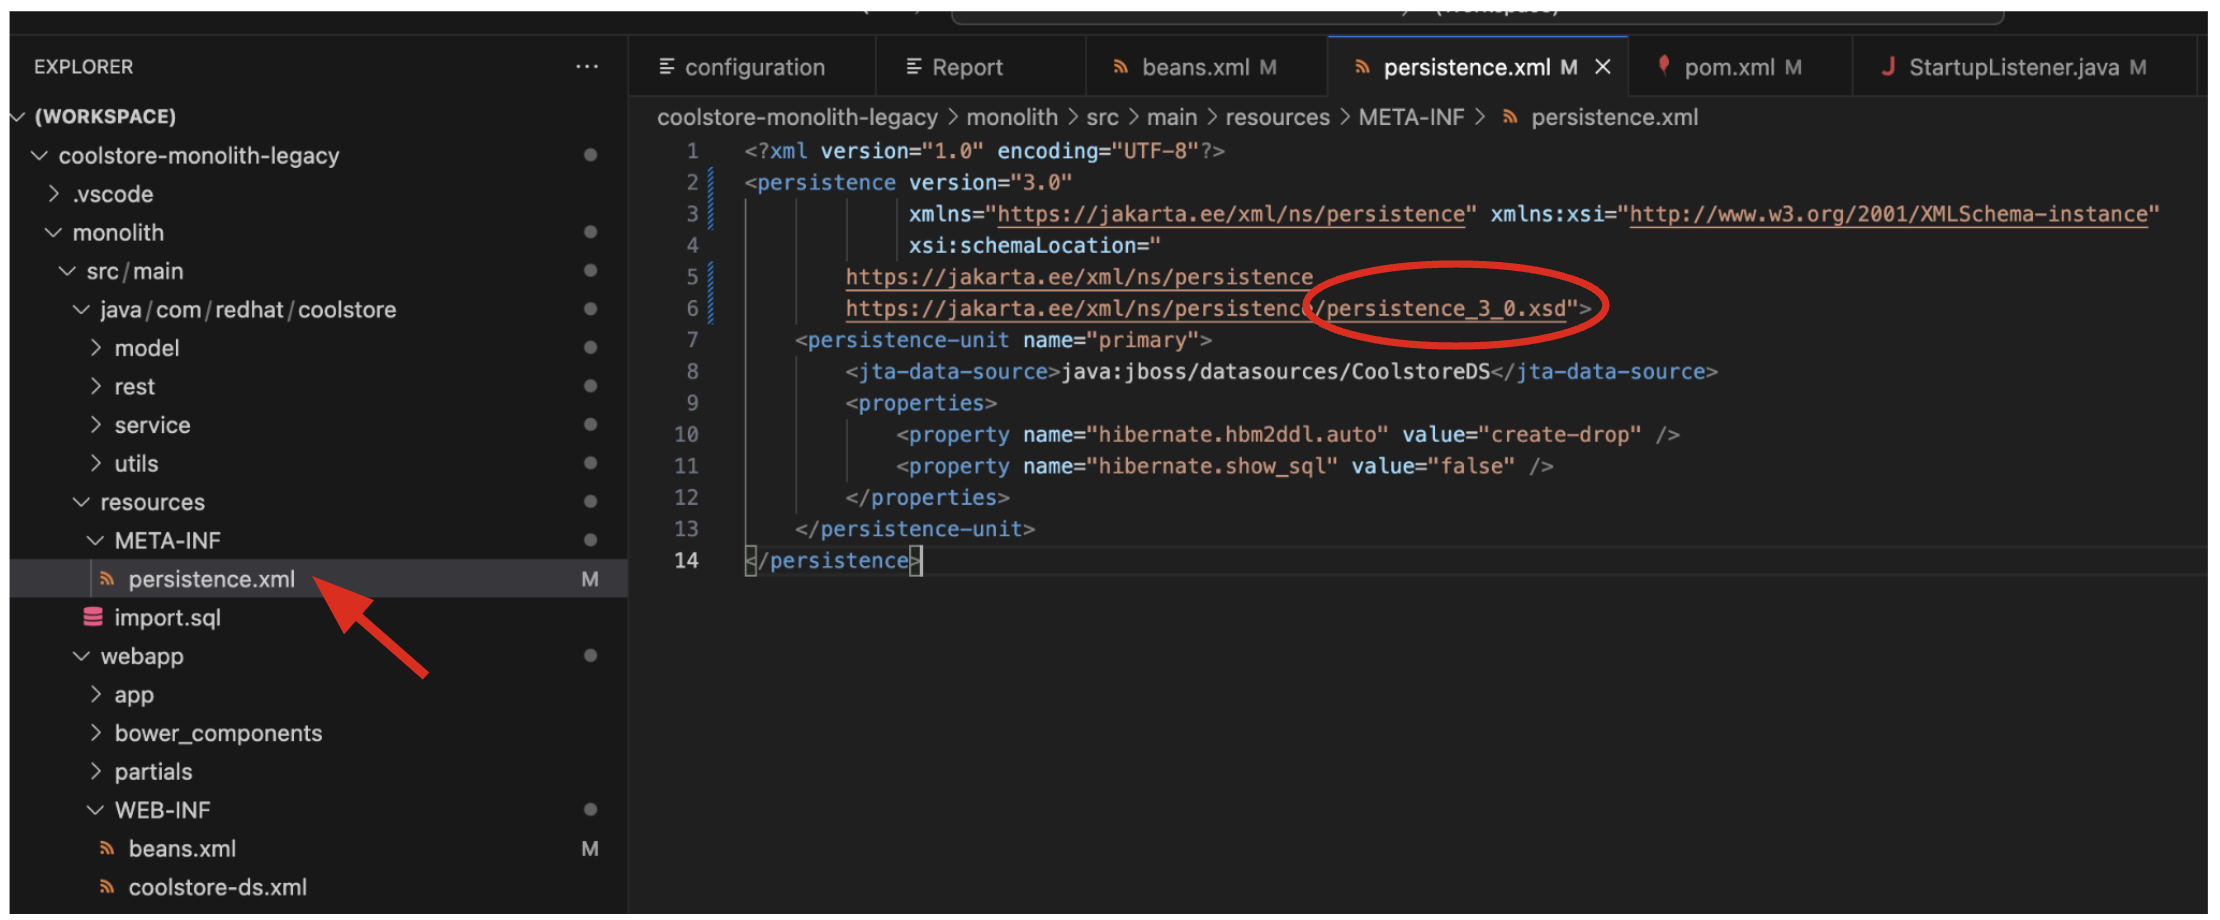 (Workspace)
EXPLORER ...
configuration
Report
beans.xml M
persistence.xml M
pom.xml M
StartupListener.java M
(WORKSPACE)
coolstore-monolith-legacy
.vscode
monolith
src/main
java/com/redhat/coolstore
model
rest
service
utils
resources
META-INF
persistence.xml M
import.sql
webapp
app
bower_components
partials
WEB-INF
beans.xml M
coolstore-ds.xml
coolstore-monolith-legacy > monolith > src > main > resources > META-INF > persistence.xml
1 <?xml version="1.0" encoding="UTF-8"?>
2 <persistence version="3.0"
3 xmlns="https://jakarta.ee/xml/ns/persistence" xmlns:xsi="http://www.w3.org/2001/XMLSchema-instance"
4 xsi:schemaLocation="
5 https://jakarta.ee/xml/ns/persistence
6 https://jakarta.ee/xml/ns/persistence/persistence_3_0.xsd">
7 <persistence-unit name="primary">
8 <jta-data-source>java:jboss/datasources/CoolstoreDS</jta-data-source>
9 <properties>
10 <property name="hibernate.hbm2ddl.auto" value="create-drop" />
11 <property name="hibernate.show_sql" value="false" />
12 </properties>
13 </persistence-unit>
14 </persistence>